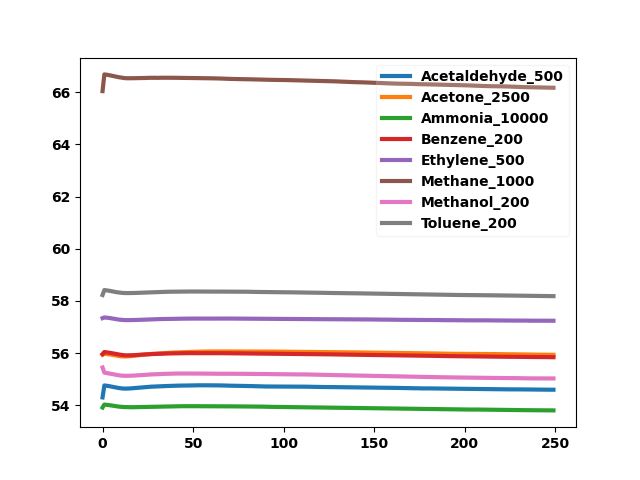 66
64
62
60
58
56
54
0 50 100 150 200 250
Acetaldehyde_500
Acetone_2500
Ammonia_10000
Benzene_200
Ethylene_500
Methane_1000
Methanol_200
Toluene_200